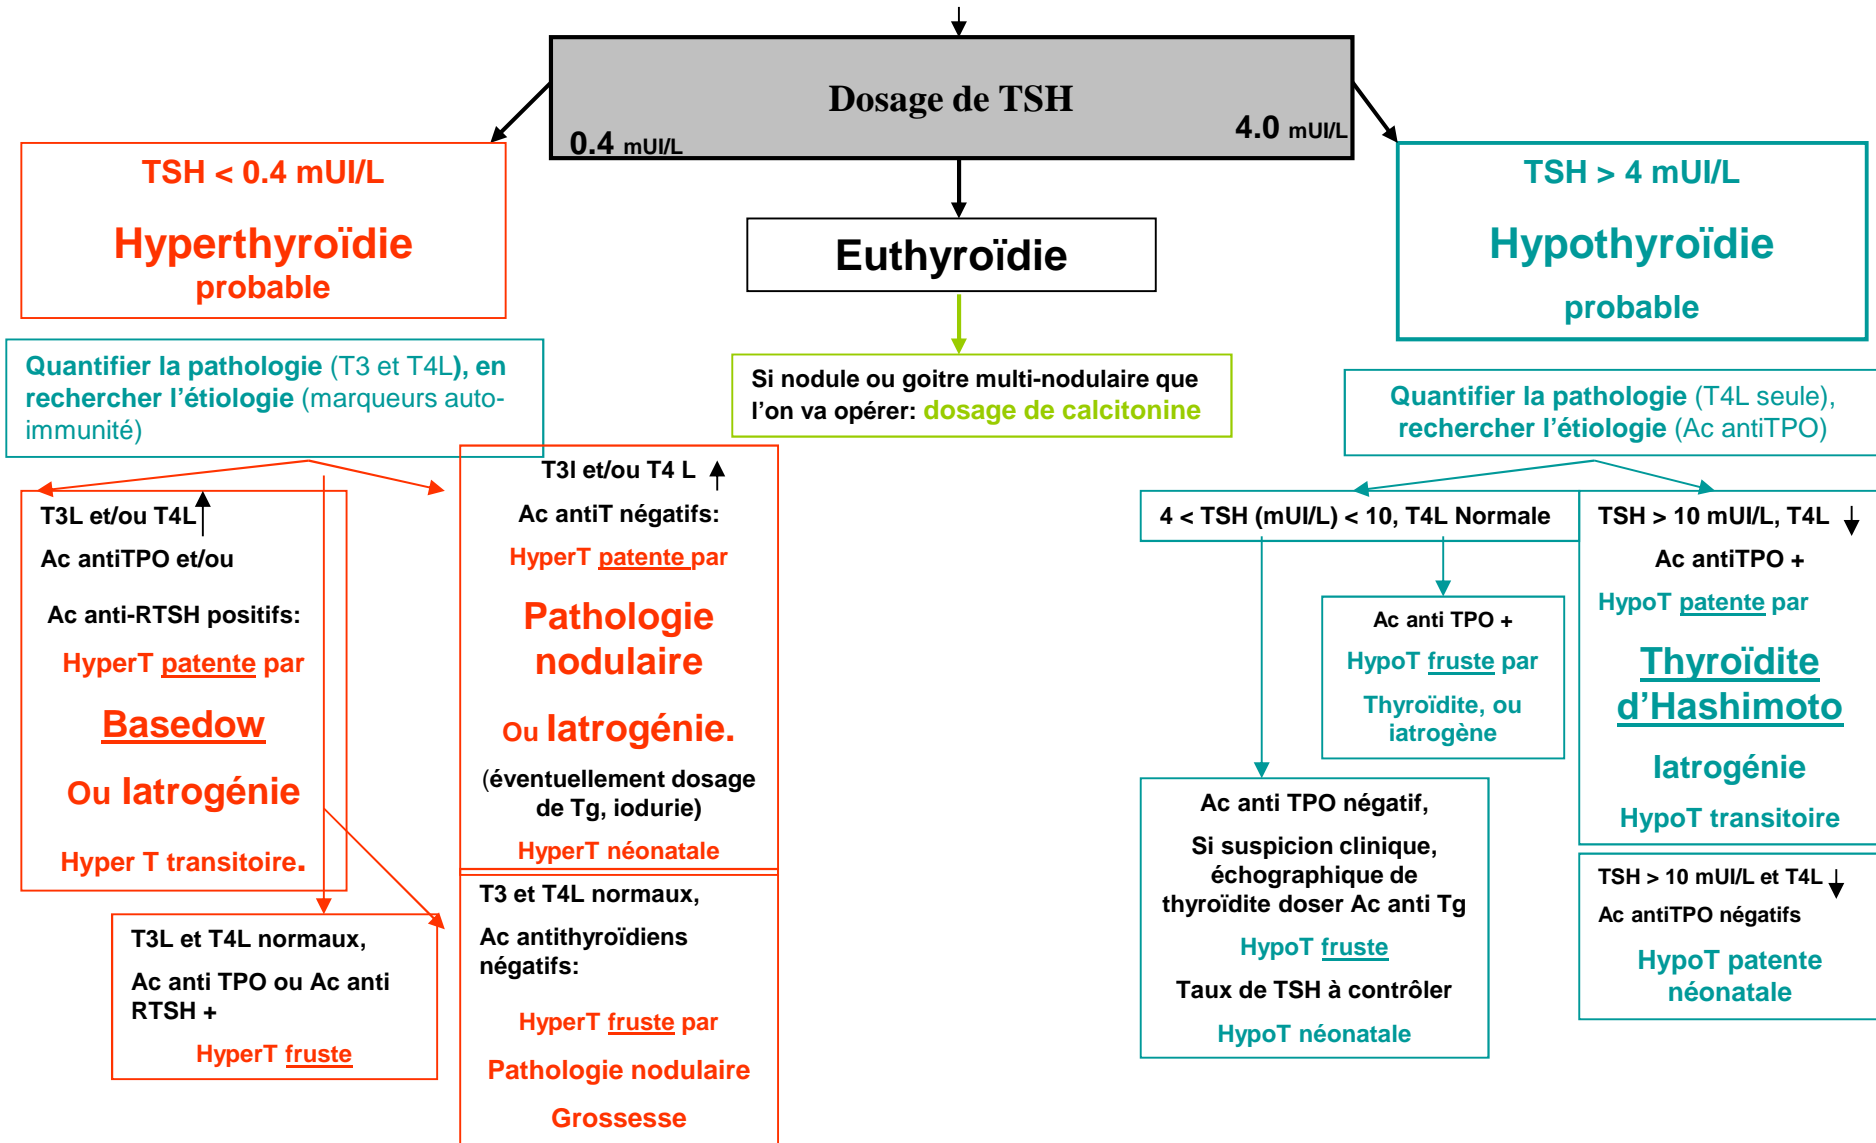 Dosage de TSH
0.4 mUI/L
4.0 mUI/L
TSH < 0.4 mUI/L
Hyperthyroïdie
probable
Euthyroïdie
TSH > 4 mUI/L
Hypothyroïdie
probable
Quantifier la pathologie (T3 et T4L), en
rechercher l'étiologie (marqueurs auto-
immunité)
Si nodule ou goitre multi-nodulaire que
l'on va opérer: dosage de calcitonine
Quantifier la pathologie (T4L seule),
rechercher l'étiologie (Ac antiTPO)
T3L et/ou T4L
Ac antiTPO et/ou
Ac anti-RTSH positifs:
HyperT patente par
Basedow
Ou Iatrogénie
Hyper T transitoire.
T3l et/ou T4 L
Ac antiT négatifs:
HyperT patente par
Pathologie
nodulaire
Ou Iatrogénie.
(éventuellement dosage
de Tg, iodurie)
HyperT néonatale
T3L et T4L normaux,
Ac anti TPO ou Ac anti
RTSH +
HyperT fruste
T3 et T4L normaux,
Ac antithyroïdiens
négatifs:
HyperT fruste par
Pathologie nodulaire
Grossesse
4 < TSH (mUI/L) < 10, T4L Normale
Ac anti TPO +
HypoT fruste par
Thyroïdite, ou
iatrogène
Ac anti TPO négatif,
Si suspicion clinique,
échographique de
thyroïdite doser Ac anti Tg
HypoT fruste
Taux de TSH à contrôler
HypoT néonatale
TSH > 10 mUI/L, T4L
Ac antiTPO +
HypoT patente par
Thyroïdite
d'Hashimoto
Iatrogénie
HypoT transitoire
TSH > 10 mUI/L et T4L
Ac antiTPO négatifs
HypoT patente
néonatale